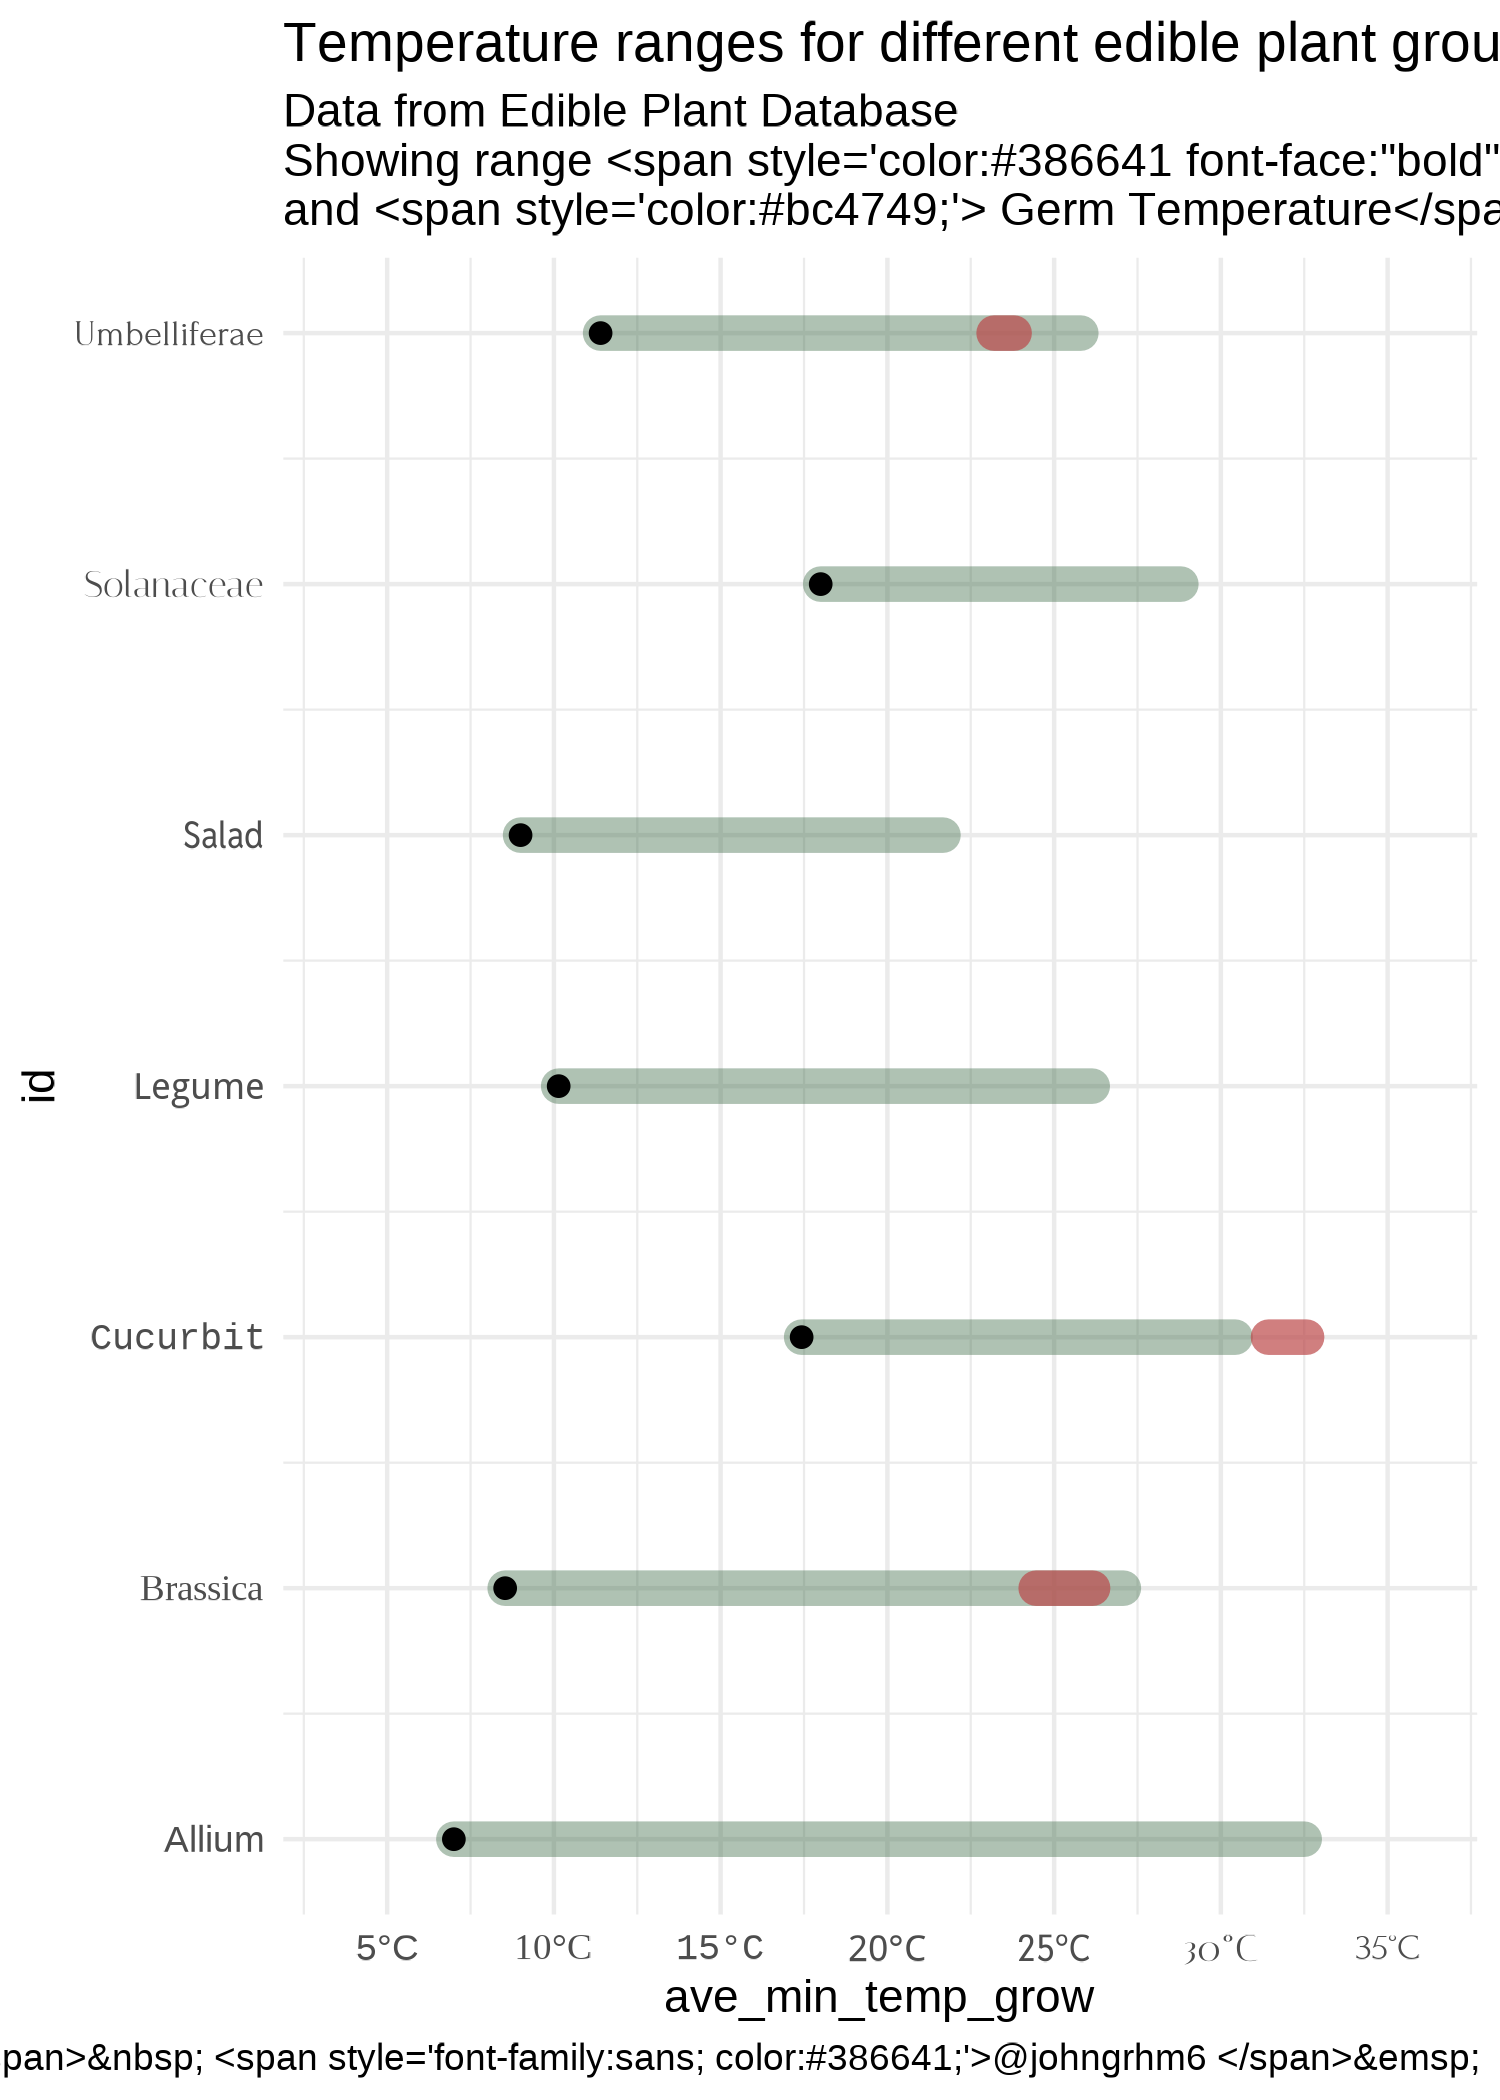 Temperature ranges for different edible plant grou
Data from Edible Plant Database
Showing range <span style='color:#386641 font-face:"bold"
and <span style='color:#bc4749;'> Germ Temperature</spa
Umbelliferae
Solanaceae
Salad
Legume
id
Cucurbit
Brassica
Allium
5°C 10°C 15°C 20°C 25°C 30°C 35°C
ave_min_temp_grow
pan>&nbsp; <span style='font-family:sans; color:#386641;'>@johngrhm6 </span>&emsp;